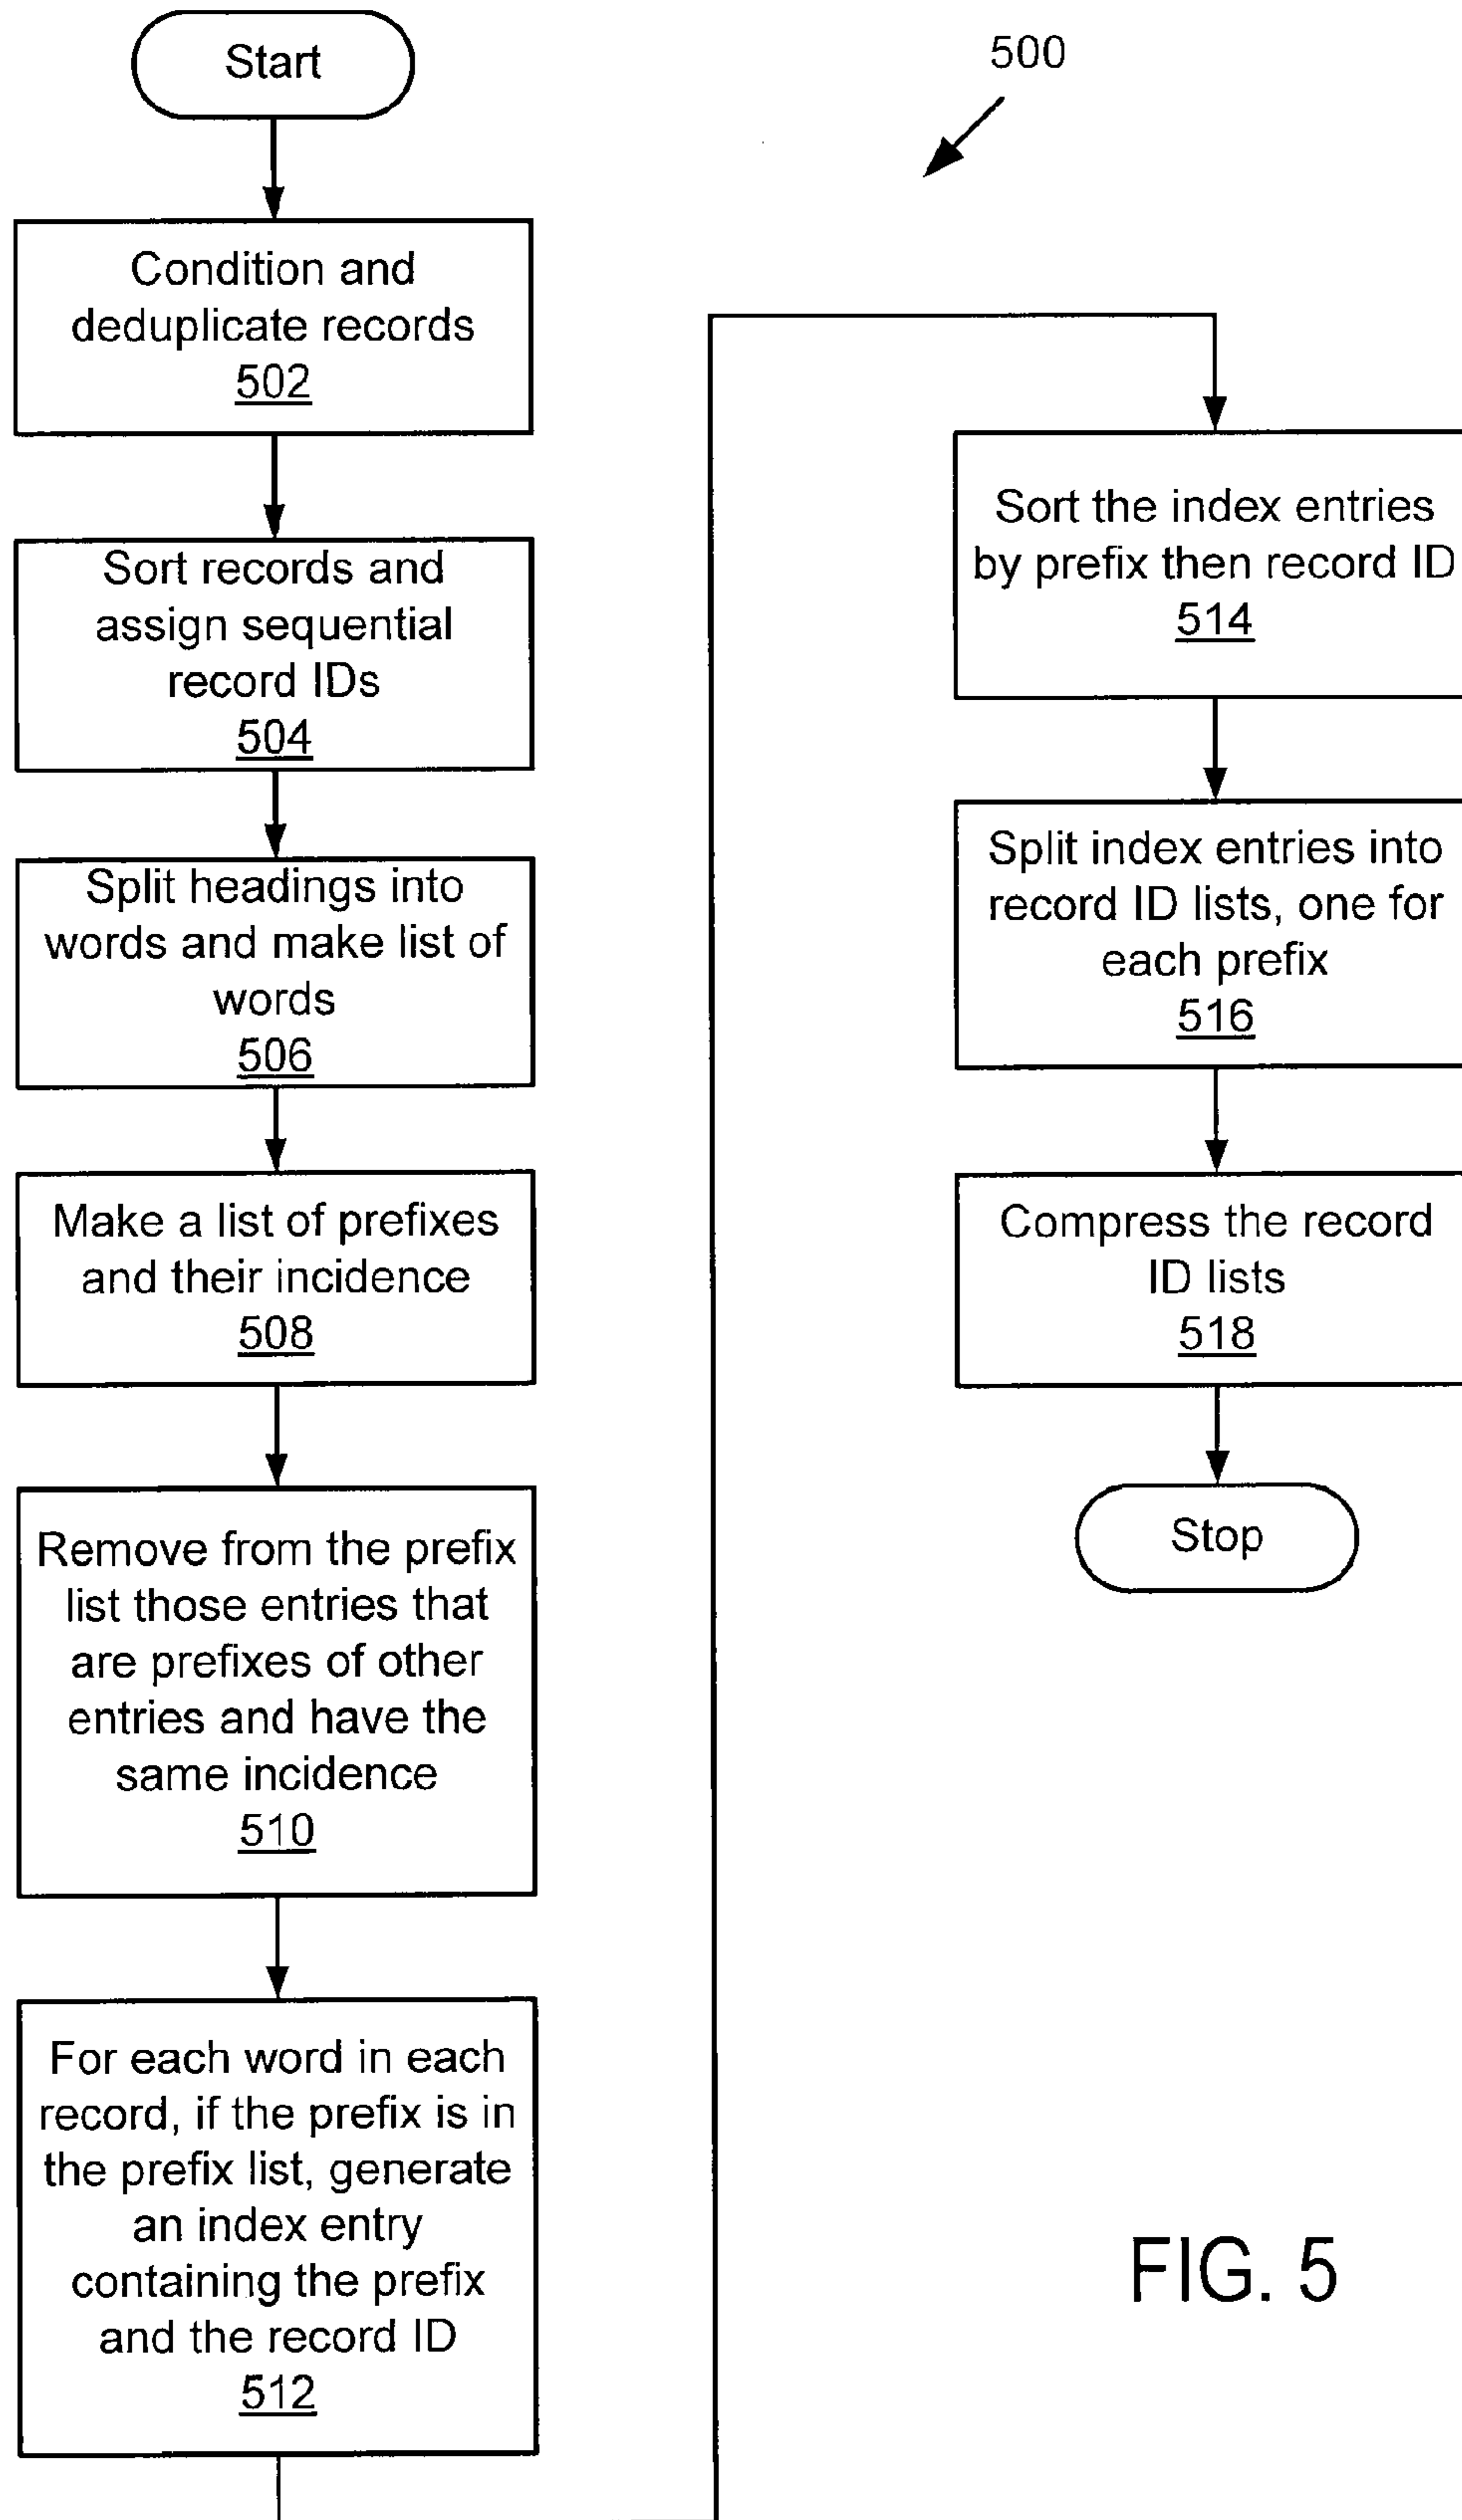 Start
500
Condition and
deduplicate records
502
Sort records and
assign sequential
record IDs
504
Split headings into
words and make list of
words
506
Make a list of prefixes
and their incidence
508
Remove from the prefix
list those entries that
are prefixes of other
entries and have the
same incidence
510
For each word in each
record, if the prefix is in
the prefix list, generate
an index entry
containing the prefix
and the record ID
512
Sort the index entries
by prefix then record ID
514
Split index entries into
record ID lists, one for
each prefix
516
Compress the record
ID lists
518
Stop
FIG. 5